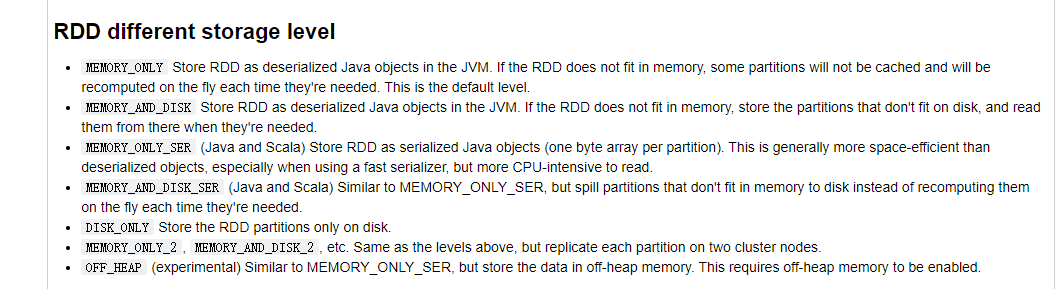 RDD different storage level
MEMORY_ONLY Store RDD as deserialized Java objects in the JVM. If the RDD does not fit in memory, some partitions will not be cached and will be
recomputed on the fly each time they're needed. This is the default level.
MEMORY_AND_DISK Store RDD as deserialized Java objects in the JVM. If the RDD does not fit in memory, store the partitions that don't fit on disk, and read
them from there when they're needed.
MEMORY_ONLY_SER (Java and Scala) Store RDD as serialized Java objects (one byte array per partition). This is generally more space-efficient than
deserialized objects, especially when using a fast serializer, but more CPU-intensive to read.
MEMORY_AND_DISK_SER (Java and Scala) Similar to MEMORY_ONLY_SER, but spill partitions that don't fit in memory to disk instead of recomputing them
on the fly each time they're needed.
DISK_ONLY Store the RDD partitions only on disk.
MEMORY_ONLY_2 , MEMORY_AND_DISK_2 , etc. Same as the levels above, but replicate each partition on two cluster nodes.
OFF_HEAP (experimental) Similar to MEMORY_ONLY_SER, but store the data in off-heap memory. This requires off-heap memory to be enabled.